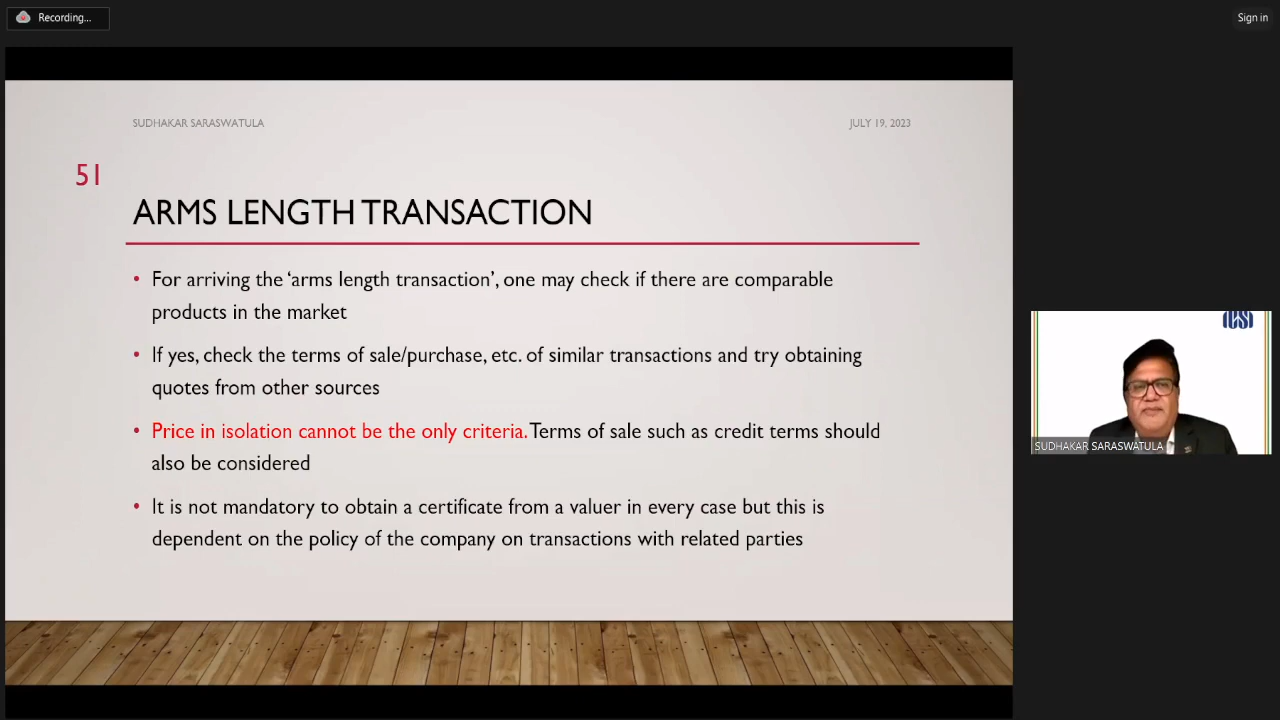 Recording...
Sign in
SUDHAKAR SARASWATULA
JULY 19, 2023
51
ARMS LENGTH TRANSACTION
• For arriving the ‘arms length transaction’, one may check if there are comparable
products in the market
• If yes, check the terms of sale/purchase, etc. of similar transactions and try obtaining
quotes from other sources
• Price in isolation cannot be the only criteria. Terms of sale such as credit terms should
also be considered
• It is not mandatory to obtain a certificate from a valuer in every case but this is
dependent on the policy of the company on transactions with related parties
ICSI
SUDHAKAR SARASWATULA